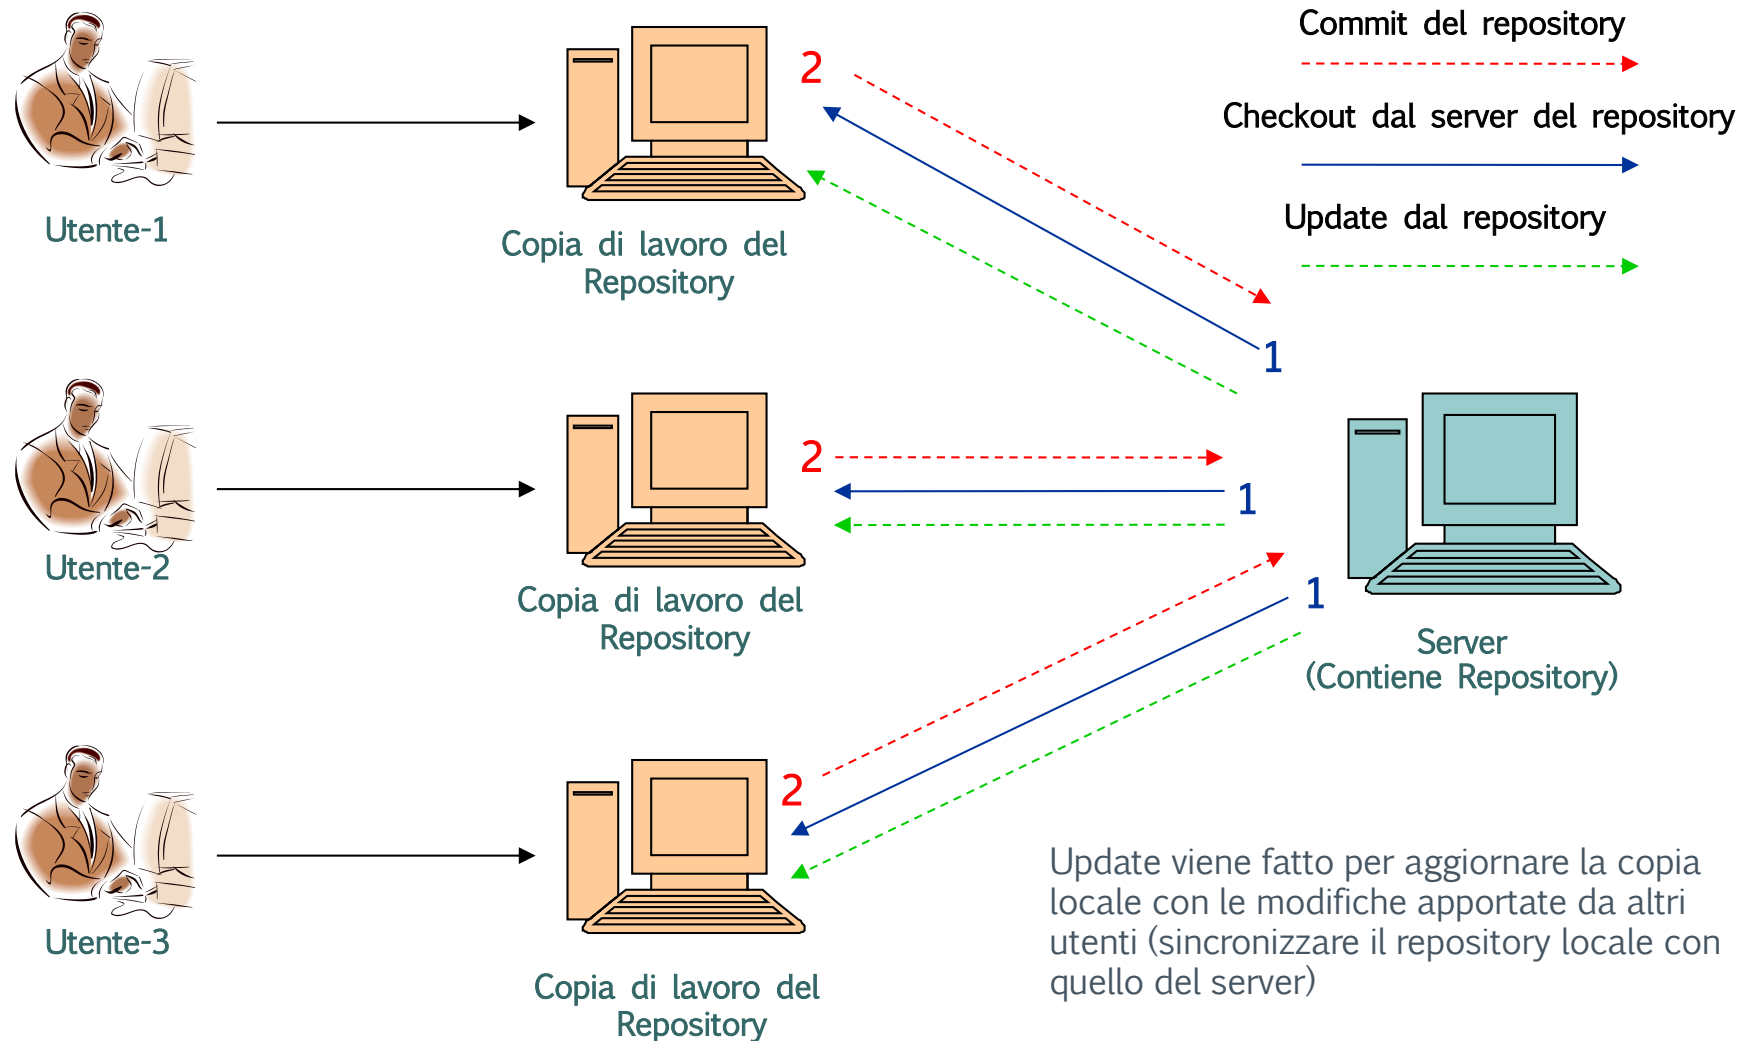 Commit del repository
2
Checkout dal server del repository
Update dal repository
Utente-1
Copia di lavoro del
Repository
1
2
1
Utente-2
Copia di lavoro del
Repository
1
Server
(Contiene Repository)
2
Utente-3
Copia di lavoro del
Repository
Update viene fatto per aggiornare la copia
locale con le modifiche apportate da altri
utenti (sincronizzare il repository locale con
quello del server)